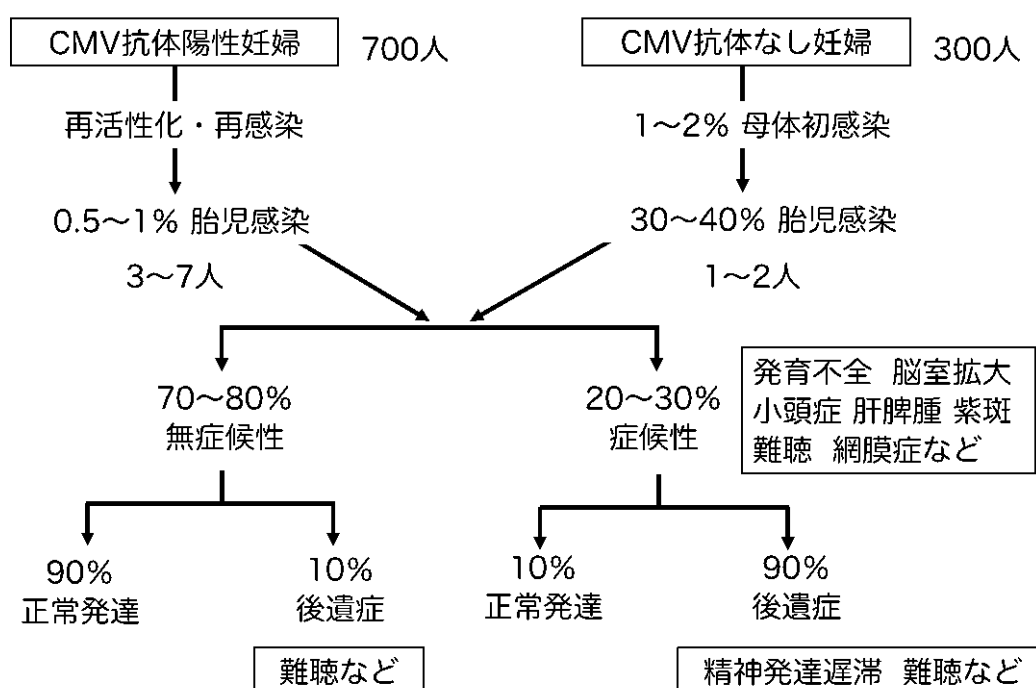 CMV抗体陽性妊婦 700人
CMV抗体なし妊婦 300人
再活性化・再感染
1〜2% 母体初感染
0.5〜1% 胎児感染
30〜40% 胎児感染
3〜7人
1〜2人
70〜80%
無症候性
20〜30%
症候性
発育不全 脳室拡大
小頭症 肝脾腫 紫斑
難聴 網膜症など
90%
正常発達
10%
後遺症
10%
正常発達
90%
後遺症
難聴など
精神発達遅滞 難聴など